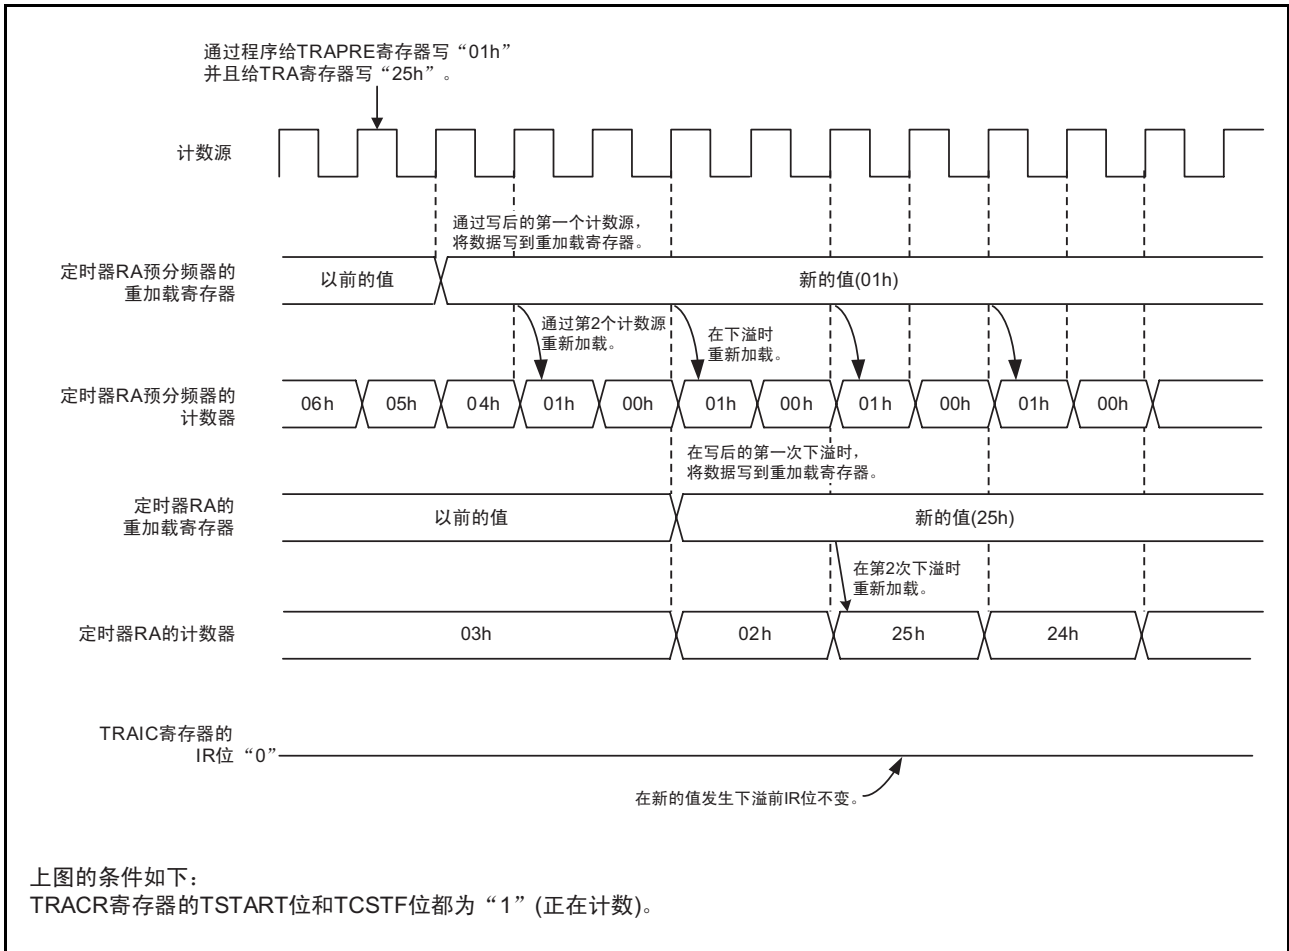 通过程序给TRAPRE寄存器写“01h”
并且给TRA寄存器写“25h”。
计数源
通过写后的第一个计数源，
将数据写到重加载寄存器。
定时器RA预分频器的
重加载寄存器
以前的值
新的值(01h)
通过第2个计数源
重新加载。
在下溢时
重新加载。
定时器RA预分频器的
计数器
06h 05h 04h 01h 00h 01h 00h 01h 00h 01h 00h
在写后的第一次下溢时，
将数据写到重加载寄存器。
定时器RA的
重加载寄存器
以前的值
新的值(25h)
在第2次下溢时
重新加载。
定时器RA的计数器
03h 02h 25h 24h
TRAIC寄存器的
IR位 “0”
在新的值发生下溢前IR位不变。
上图的条件如下：
TRACR寄存器的TSTART位和TCSTF位都为“1”(正在计数)。